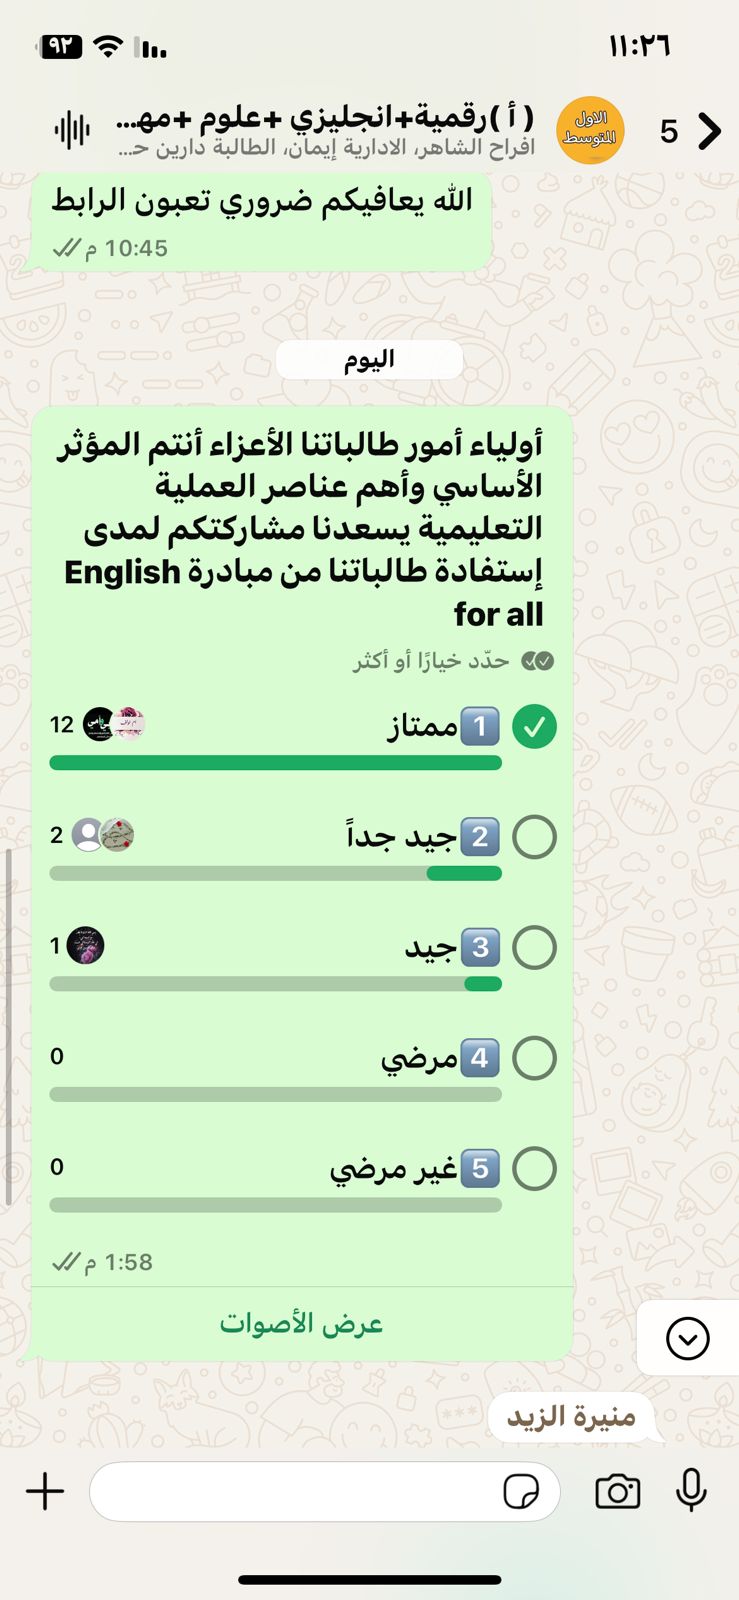 ١١:٢٦
٩٢
5
الاول
المتوسط
( أ )رقمية+انجليزي +علوم +مهـ...
افراح الشاهر، الادارية إيمان، الطالبة دارين حـ...
الله يعافيكم ضروري تعبون الرابط
10:45 م
اليوم
أولياء أمور طالباتنا الأعزاء أنتم المؤثر
الأساسي وأهم عناصر العملية
التعليمية يسعدنا مشاركتكم لمدى
إستفادة طالباتنا من مبادرة English
for all
حدّد خيارًا أو أكثر
1 ممتاز 12
2 جيد جداً 2
3 جيد 1
4 مرضي 0
5 غير مرضي 0
1:58 م
عرض الأصوات
منيرة الزيد